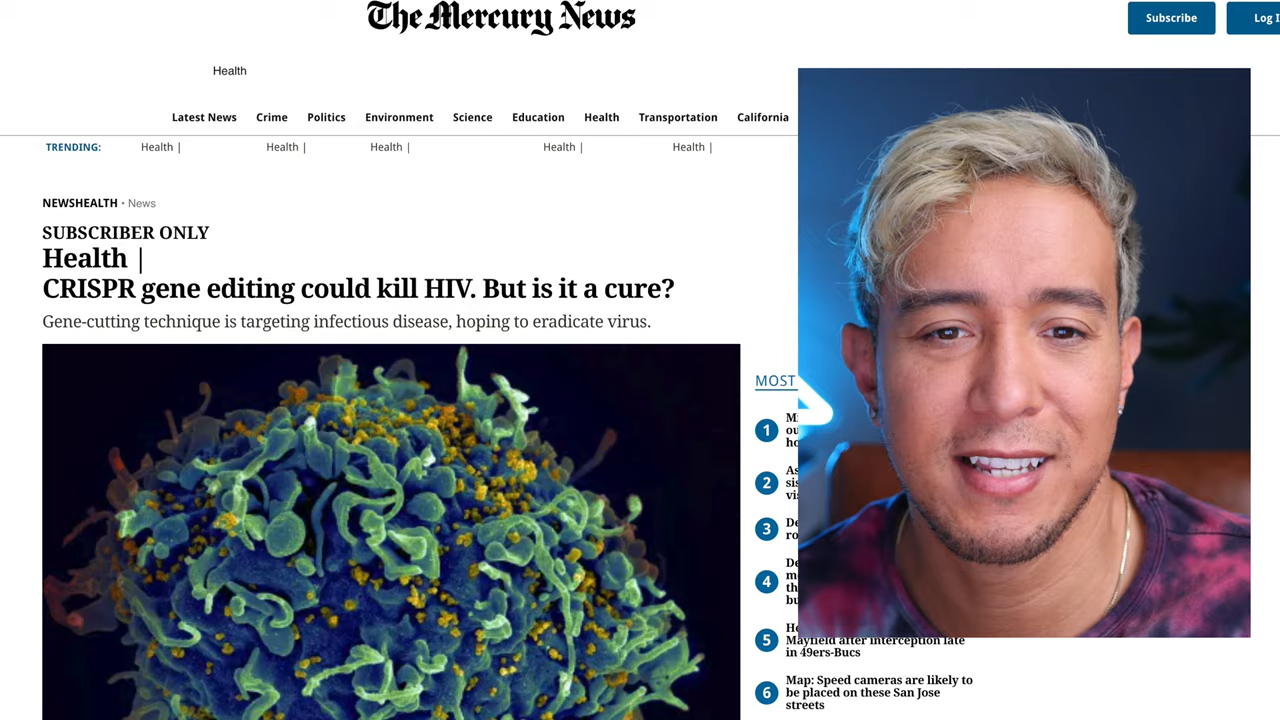 The Mercury News
Subscribe
Log I
Health
Latest News Crime Politics Environment Science Education Health Transportation California
TRENDING: Health | Health | Health | Health | Health |
NEWSHEALTH • News
SUBSCRIBER ONLY
Health |
CRISPR gene editing could kill HIV. But is it a cure?
Gene-cutting technique is targeting infectious disease, hoping to eradicate virus.
MOST
1
2
3
4
5
Mayfield after interception late
in 49ers-Bucs
6
Map: Speed cameras are likely to
be placed on these San Jose
streets